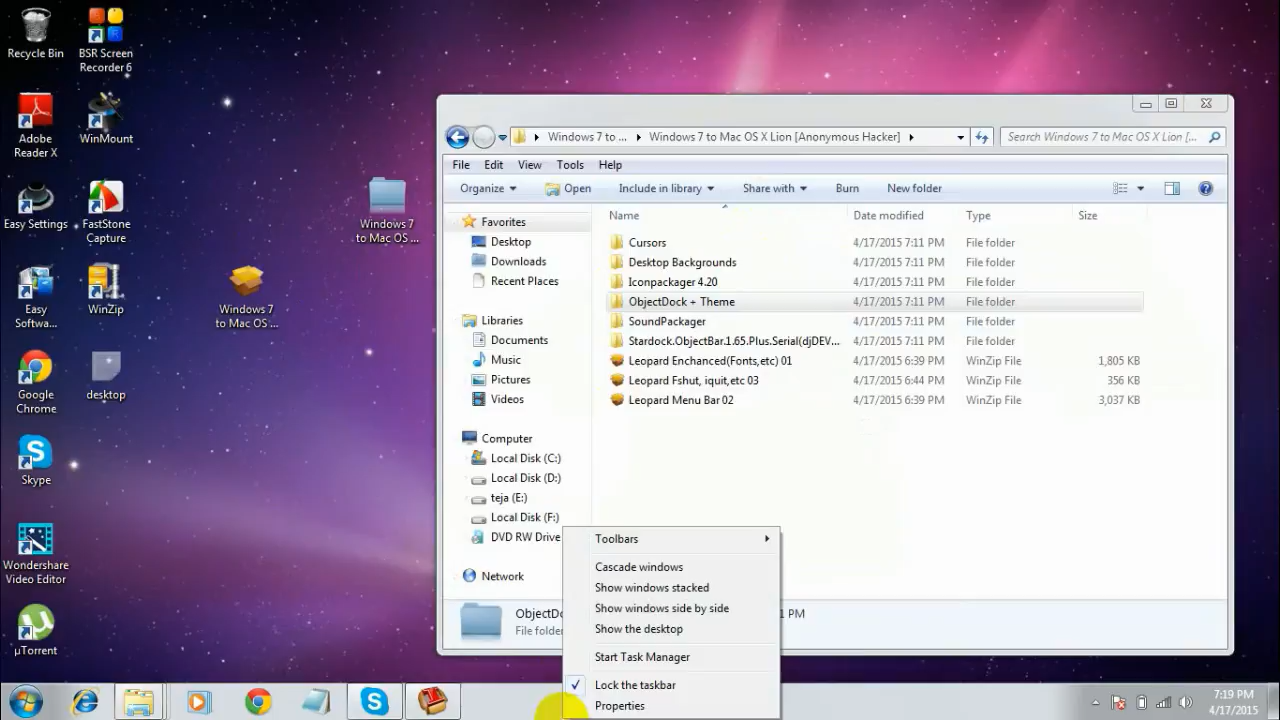 Recycle Bin
BSR Screen
Recorder 6
Adobe
Reader X
WinMount
Easy Settings
FastStone
Capture
Easy
Softwa...
WinZip
Google
Chrome
desktop
Skype
Wondershare
Video Editor
µTorrent
Windows 7
to Mac OS ...
Windows 7
to Mac OS ...
Windows 7 to ... Windows 7 to Mac OS X Lion [Anonymous Hacker]
Search Windows 7 to Mac OS X Lion [...
File Edit View Tools Help
Organize Open Include in library Share with Burn New folder
Favorites
Desktop
Downloads
Recent Places
Libraries
Documents
Music
Pictures
Videos
Computer
Local Disk (C:)
Local Disk (D:)
teja (E:)
Local Disk (F:)
DVD RW Drive
Network
Name Date modified Type Size
Cursors 4/17/2015 7:11 PM File folder
Desktop Backgrounds 4/17/2015 7:11 PM File folder
Iconpackager 4.20 4/17/2015 7:11 PM File folder
ObjectDock + Theme 4/17/2015 7:11 PM File folder
SoundPackager 4/17/2015 7:11 PM File folder
Stardock.ObjectBar.1.65.Plus.Serial(djDEV... 4/17/2015 7:11 PM File folder
Leopard Enchanced(Fonts,etc) 01 4/17/2015 6:39 PM WinZip File 1,805 KB
Leopard Fshut, iquit,etc 03 4/17/2015 6:44 PM WinZip File 356 KB
Leopard Menu Bar 02 4/17/2015 6:39 PM WinZip File 3,037 KB
ObjectDo
File folder
1 PM
Toolbars
Cascade windows
Show windows stacked
Show windows side by side
Show the desktop
Start Task Manager
Lock the taskbar
Properties
7:19 PM
4/17/2015